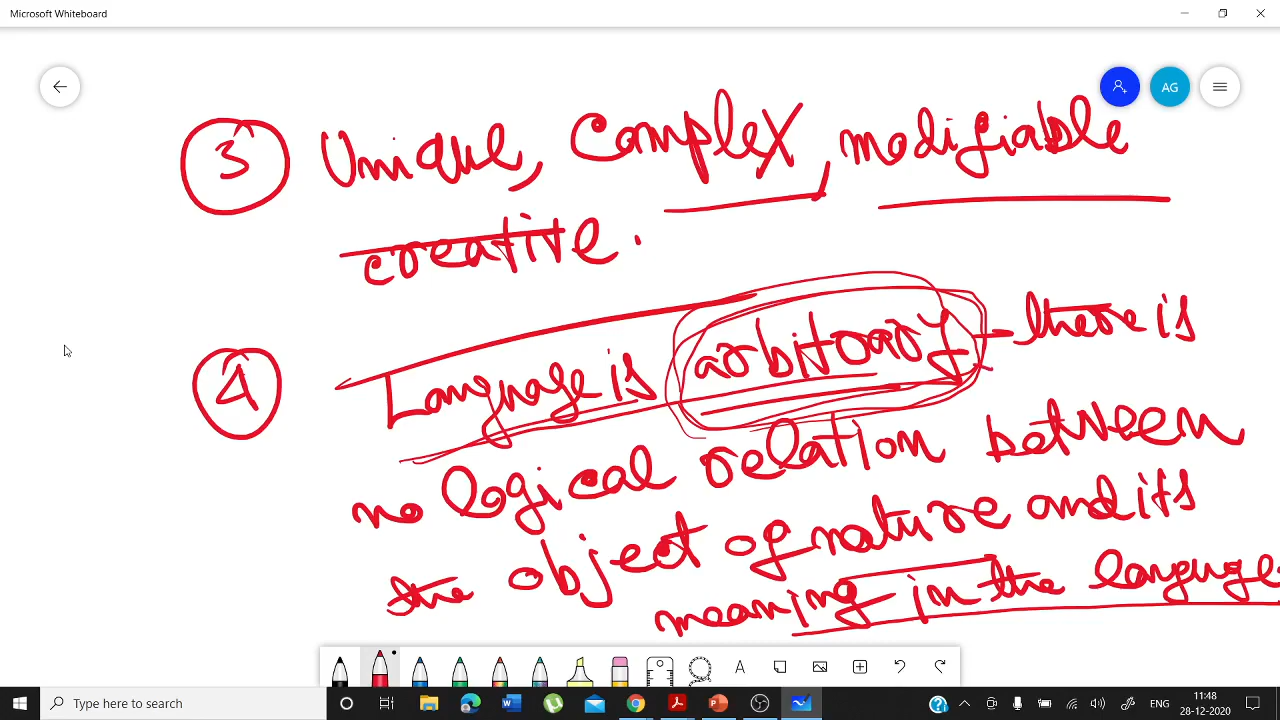 Microsoft Whiteboard
AG
3 Unique, Complex, modifiable
creative.
4 Language is arbitrary - there is
no logical relation between
the object of nature and its
meaning in the language.
A
Type here to search
ENG
11:48
28-12-2020